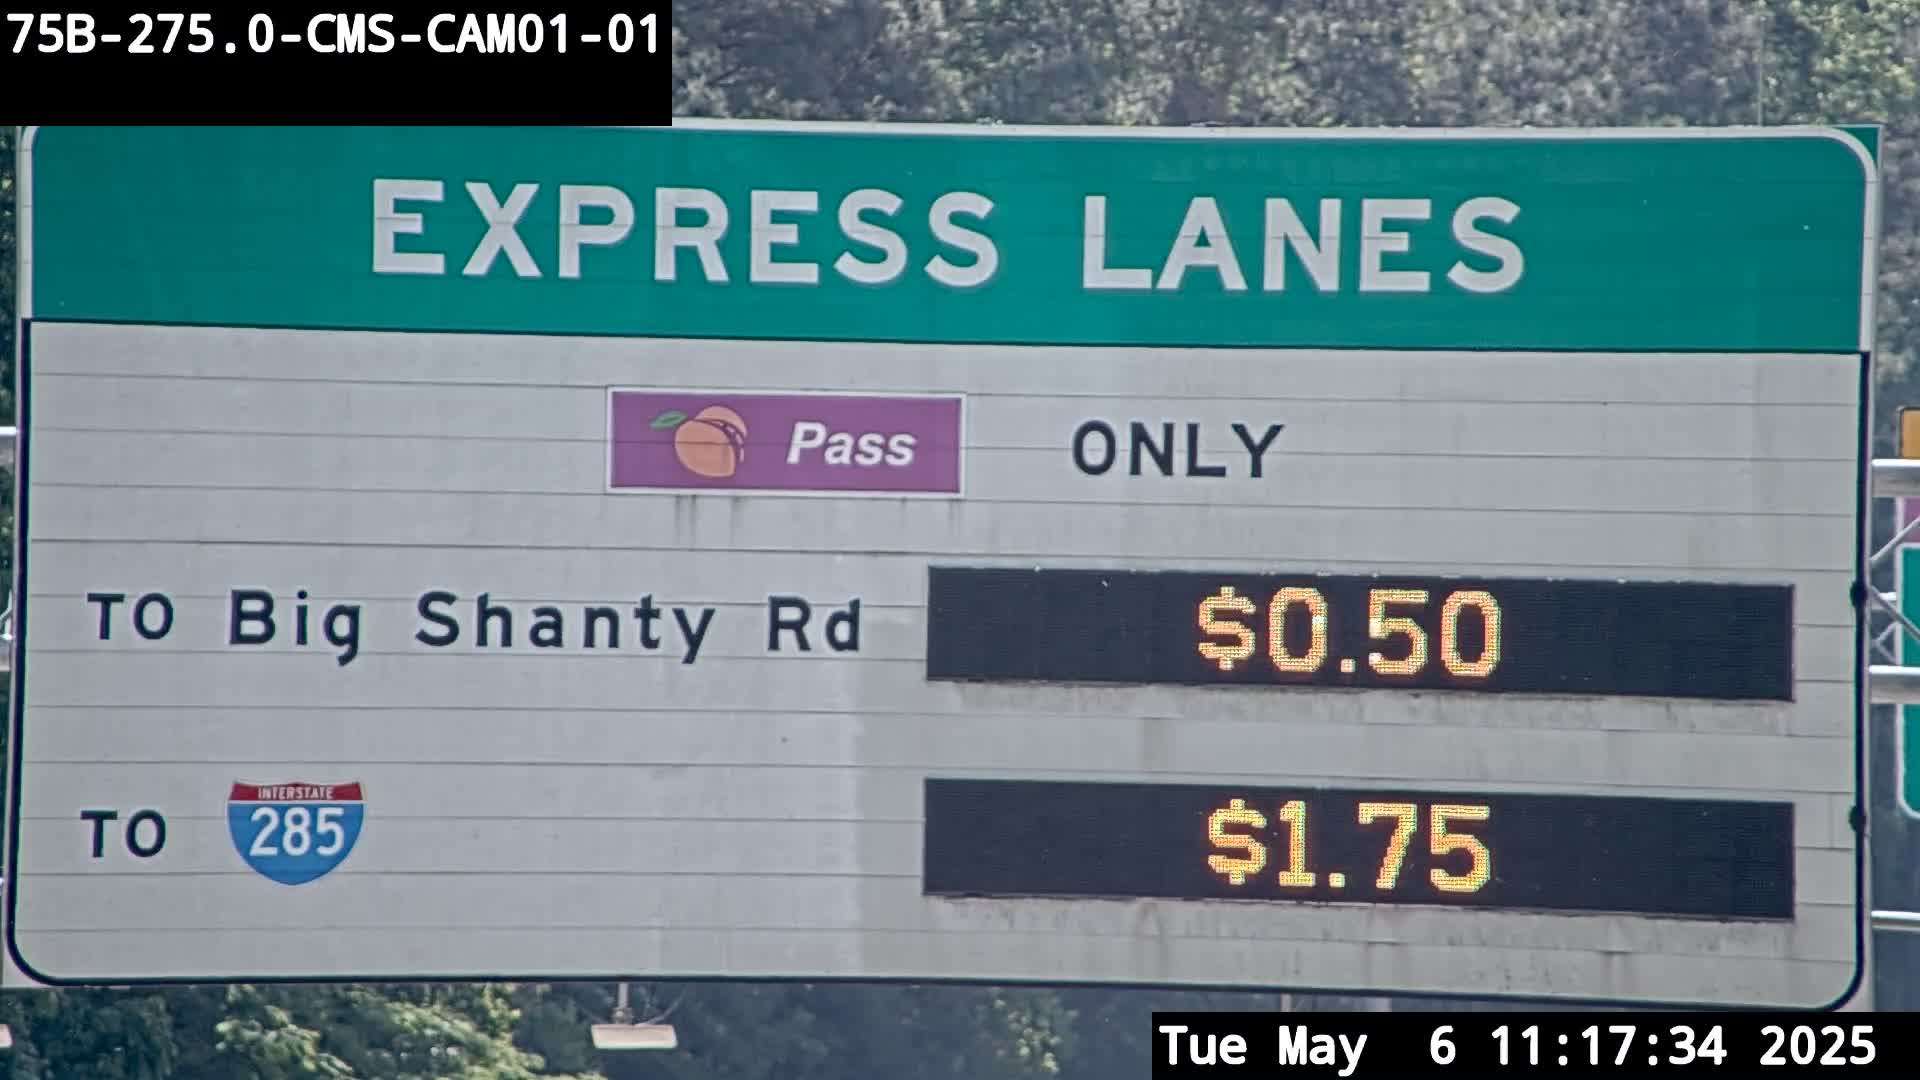 75B-275.0-CMS-CAM01-01
EXPRESS LANES
Pass ONLY
TO Big Shanty Rd $0.50
TO INTERSTATE 285 $1.75
Tue May 6 11:17:34 2025